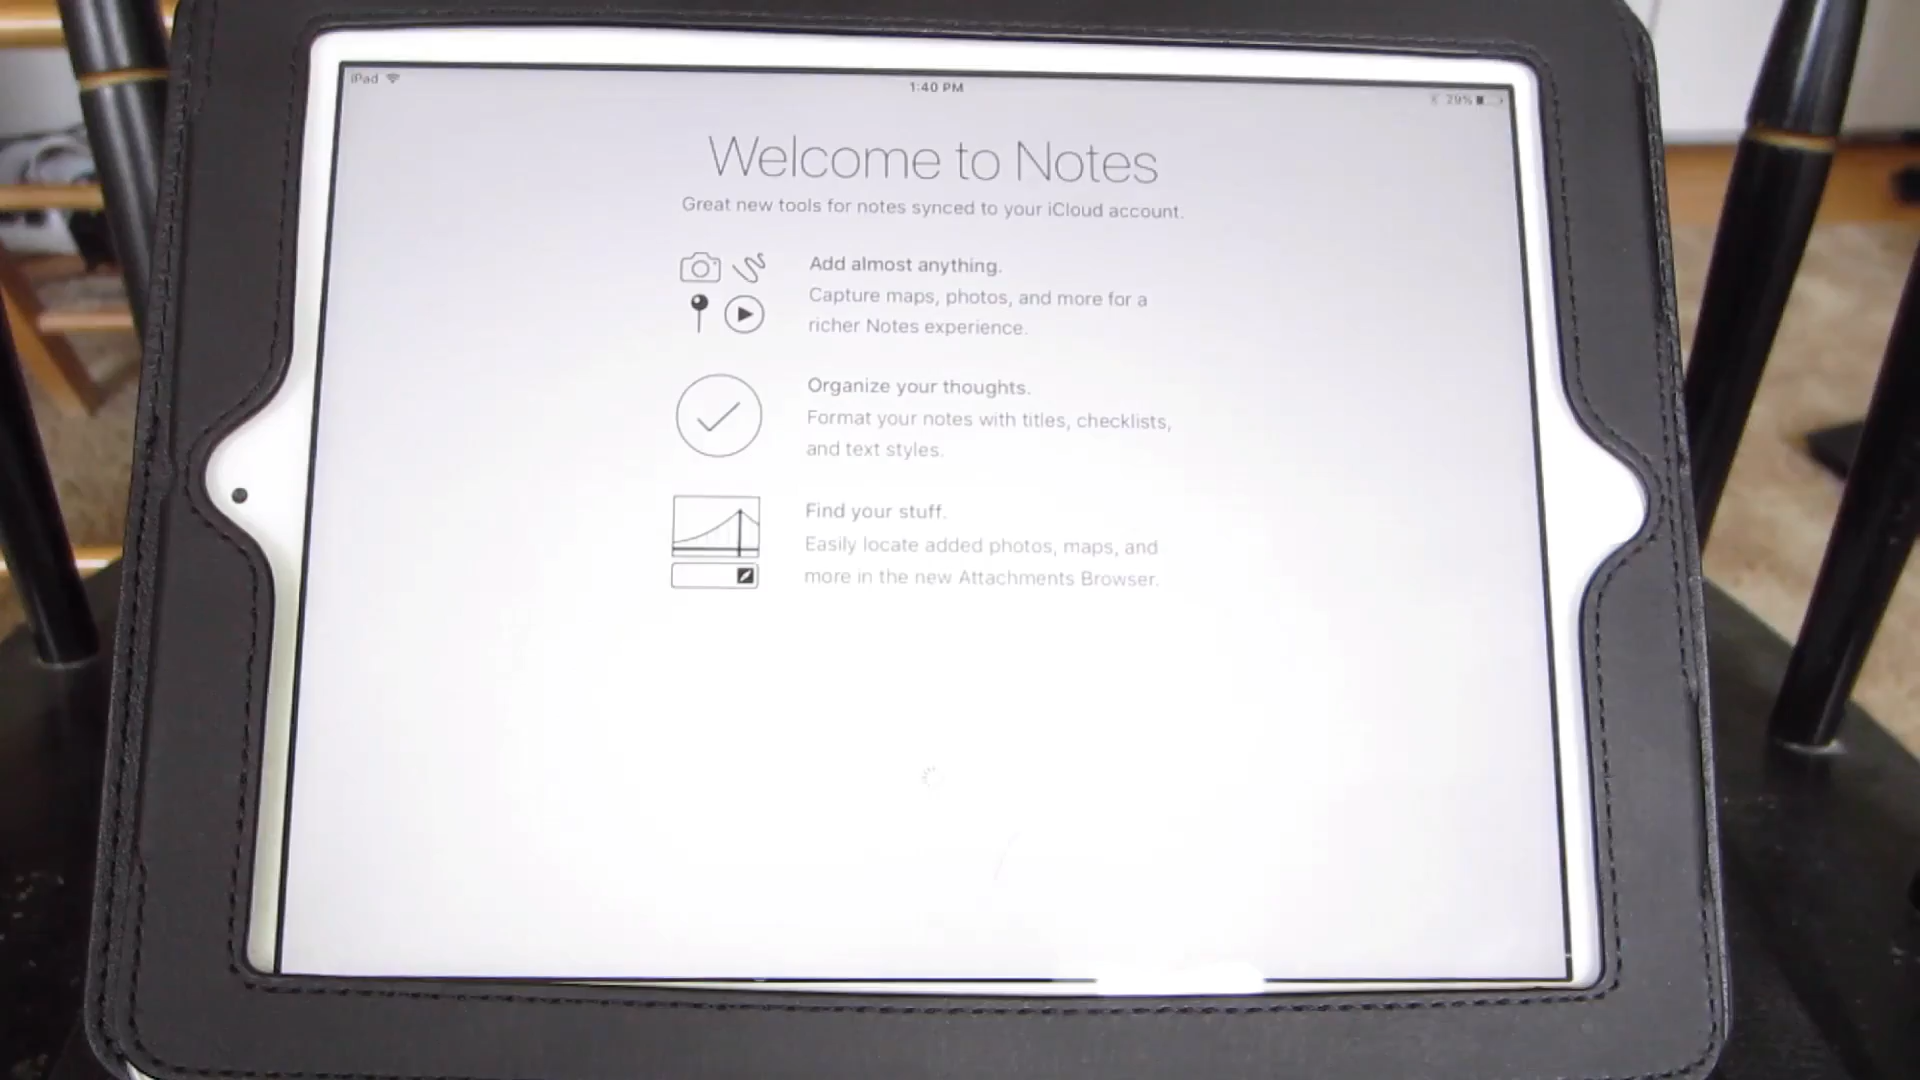 iPad
1:40 PM
29%
Welcome to Notes
Great new tools for notes synced to your iCloud account.
Add almost anything.
Capture maps, photos, and more for a
richer Notes experience.
Organize your thoughts.
Format your notes with titles, checklists,
and text styles.
Find your stuff.
Easily locate added photos, maps, and
more in the new Attachments Browser.